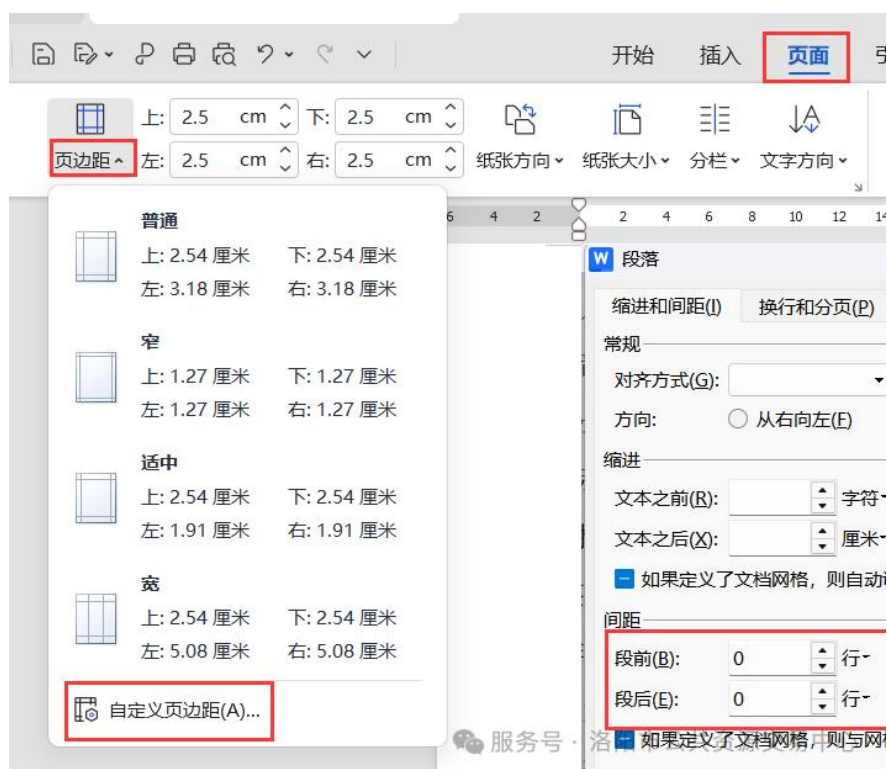 开始 插入 页面
上: 2.5 cm 下: 2.5 cm
页边距 左: 2.5 cm 右: 2.5 cm 纸张方向 纸张大小 分栏 文字方向
6 4 2 2 4 6 8 10 12 14
普通
上: 2.54 厘米 下: 2.54 厘米
左: 3.18 厘米 右: 3.18 厘米
窄
上: 1.27 厘米 下: 1.27 厘米
左: 1.27 厘米 右: 1.27 厘米
适中
上: 2.54 厘米 下: 2.54 厘米
左: 1.91 厘米 右: 1.91 厘米
宽
上: 2.54 厘米 下: 2.54 厘米
左: 5.08 厘米 右: 5.08 厘米
自定义页边距(A)...
W 段落
缩进和间距(I) 换行和分页(P)
常规
对齐方式(G):
方向: 从右向左(F)
缩进
文本之前(R): 字符
文本之后(X): 厘米
如果定义了文档网格，则自动
间距
段前(B): 0 行
段后(E): 0 行
如果定义了文档网格，则与网
服务号 · 洛